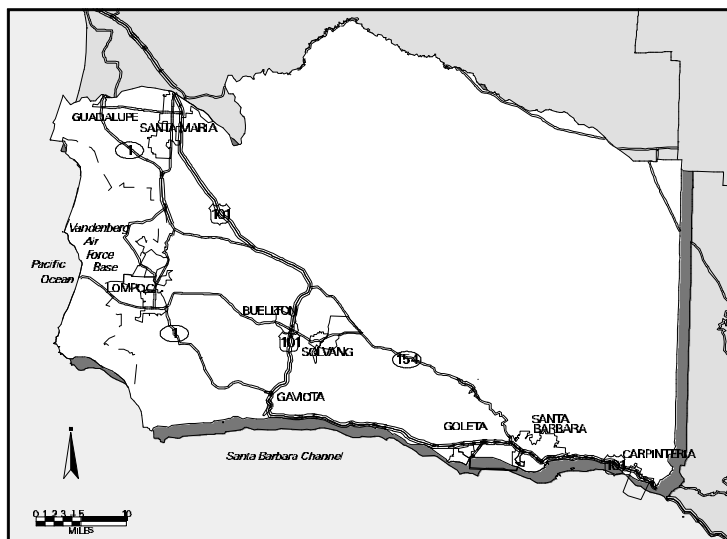 GUADALUPE
SANTA MARIA
1
101
Vandenberg
Air
Force
Base
Pacific
Ocean
LOMPOC
BUELLTON
1
101
SOLVANG
154
GAVIOTA
GOLETA
SANTA
BARBARA
CARPINTERIA
101
Santa Barbara Channel
0 1 2 3 4 5 10
MILES